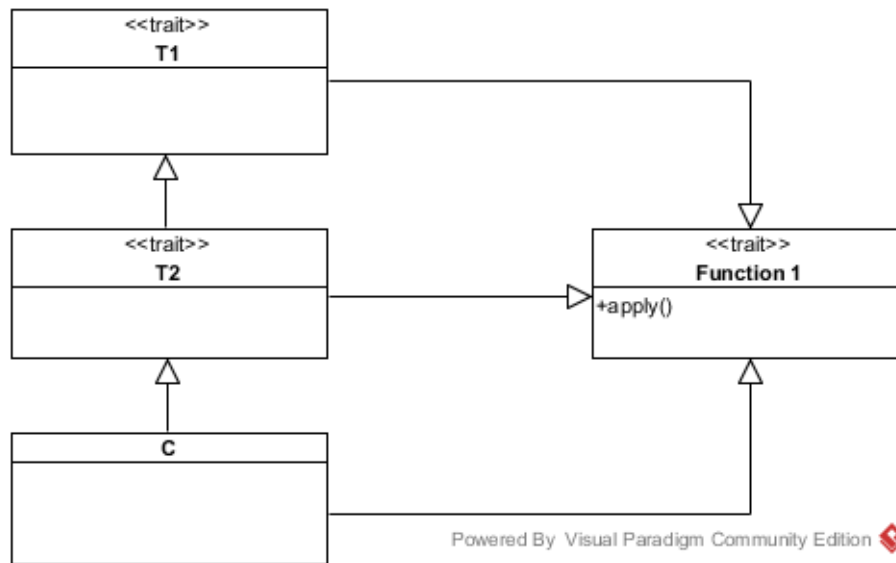 <<trait>>
T1
<<trait>>
T2
<<trait>>
Function 1
+apply()
C
Powered By Visual Paradigm Community Edition